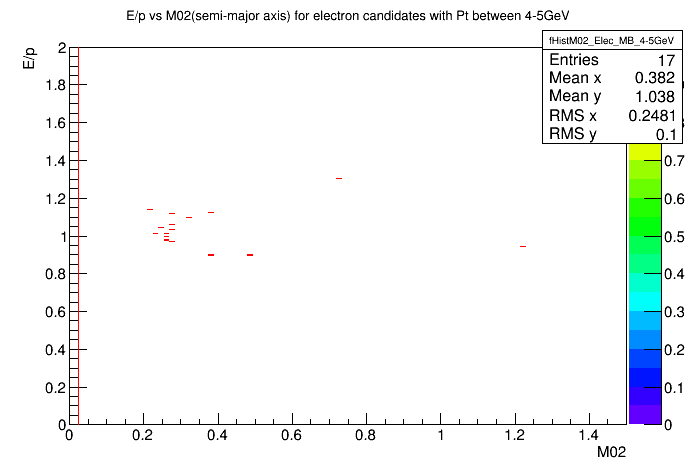 E/p vs M02(semi-major axis) for electron candidates with Pt between 4-5GeV
fHistM02_Elec_MB_4-5GeV
Entries 17
Mean x 0.382
Mean y 1.038
RMS x 0.2481
RMS y 0.1
E/p
2
1.8
1.6
1.4
1.2
1
0.8
0.6
0.4
0.2
0
0 0.2 0.4 0.6 0.8 1 1.2 1.4
M02
0.7
0.6
0.5
0.4
0.3
0.2
0.1
0